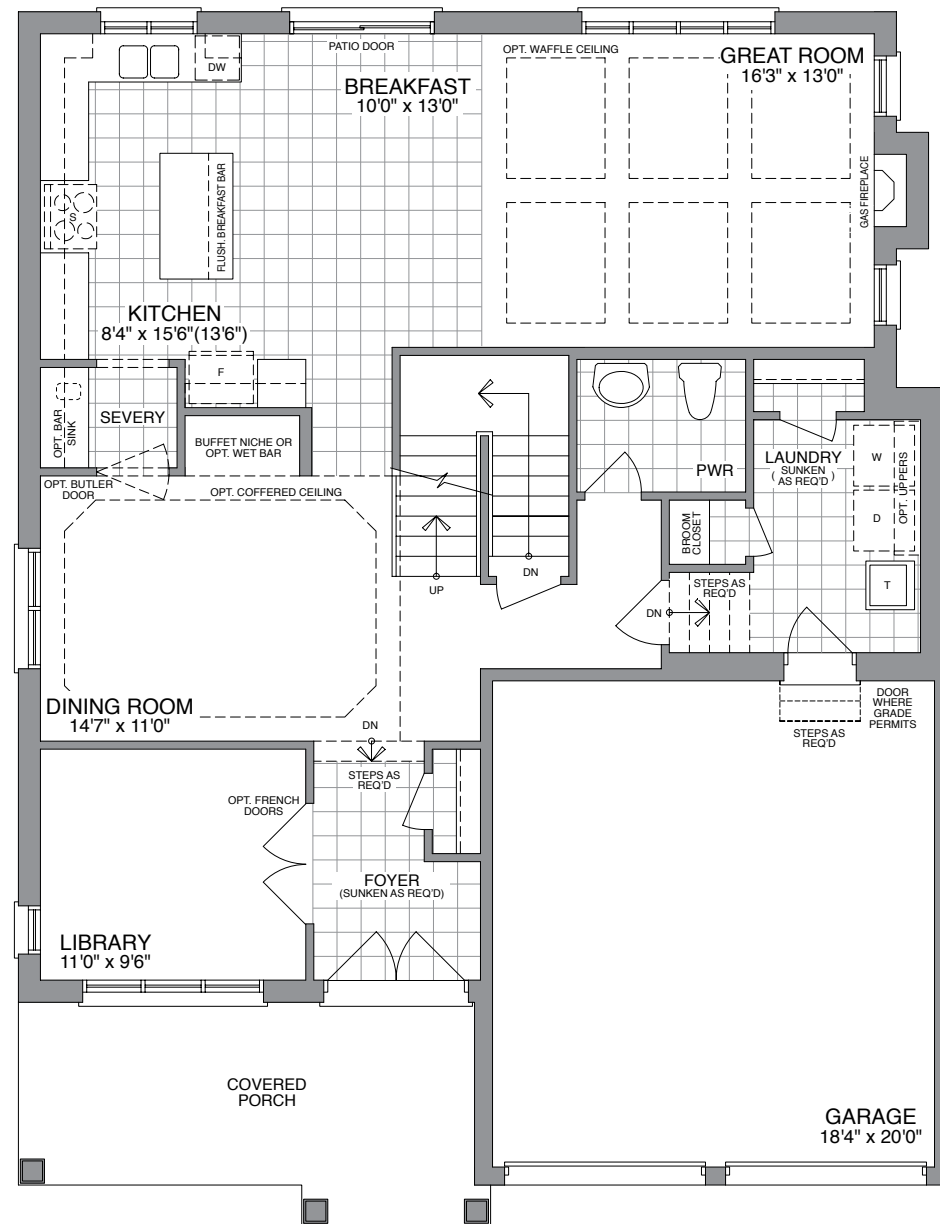 PATIO DOOR
OPT. WAFFLE CEILING
GREAT ROOM
16'3" x 13'0"
DW
BREAKFAST
10'0" x 13'0"
GAS FIREPLACE
FLUSH. BREAKFAST BAR
S
KITCHEN
8'4" x 15'6"(13'6")
F
OPT. BAR
SINK
SEVERY
BUFFET NICHE OR
OPT. WET BAR
OPT. BUTLER
DOOR
OPT. COFFERED CEILING
PWR
LAUNDRY
(SUNKEN
AS REQ'D)
W
D
OPT. UPPERS
BROOM
CLOSET
DN
UP
STEPS AS
REQ'D
DN
T
DINING ROOM
14'7" x 11'0"
DN
STEPS AS
REQ'D
DOOR
WHERE
GRADE
PERMITS
STEPS AS
REQ'D
OPT. FRENCH
DOORS
FOYER
(SUNKEN AS REQ'D)
LIBRARY
11'0" x 9'6"
COVERED
PORCH
GARAGE
18'4" x 20'0"